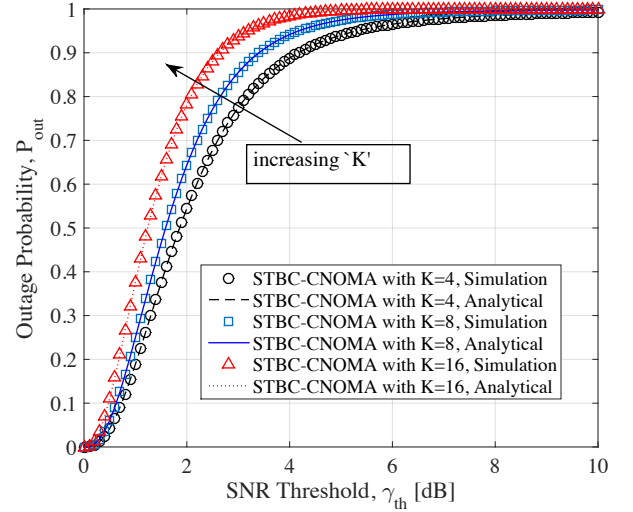 1
0.9
0.8
0.7
0.6
0.5
0.4
0.3
0.2
0.1
0
Outage Probability, P_out
increasing `K'
STBC-CNOMA with K=4, Simulation
STBC-CNOMA with K=4, Analytical
STBC-CNOMA with K=8, Simulation
STBC-CNOMA with K=8, Analytical
STBC-CNOMA with K=16, Simulation
STBC-CNOMA with K=16, Analytical
0 2 4 6 8 10
SNR Threshold, γ_th [dB]